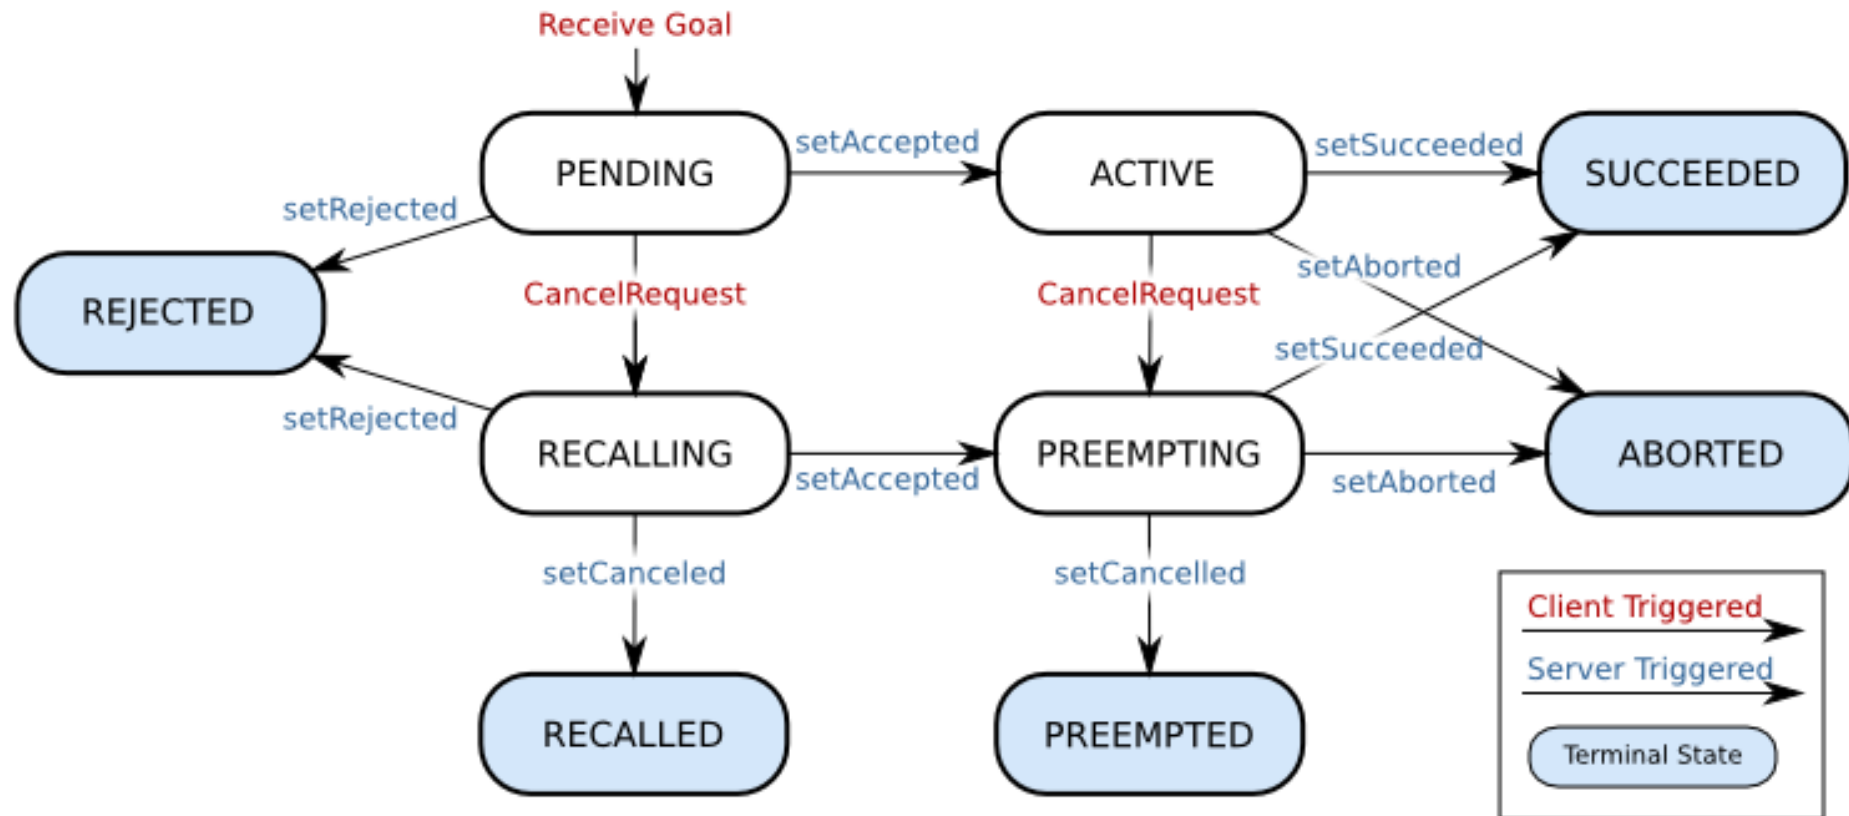 Receive Goal
PENDING
setAccepted
ACTIVE
setSucceeded
SUCCEEDED
setRejected
REJECTED
CancelRequest
CancelRequest
setAborted
setSucceeded
setRejected
RECALLING
setAccepted
PREEMPTING
setAborted
ABORTED
setCanceled
setCancelled
RECALLED
PREEMPTED
Client Triggered
Server Triggered
Terminal State